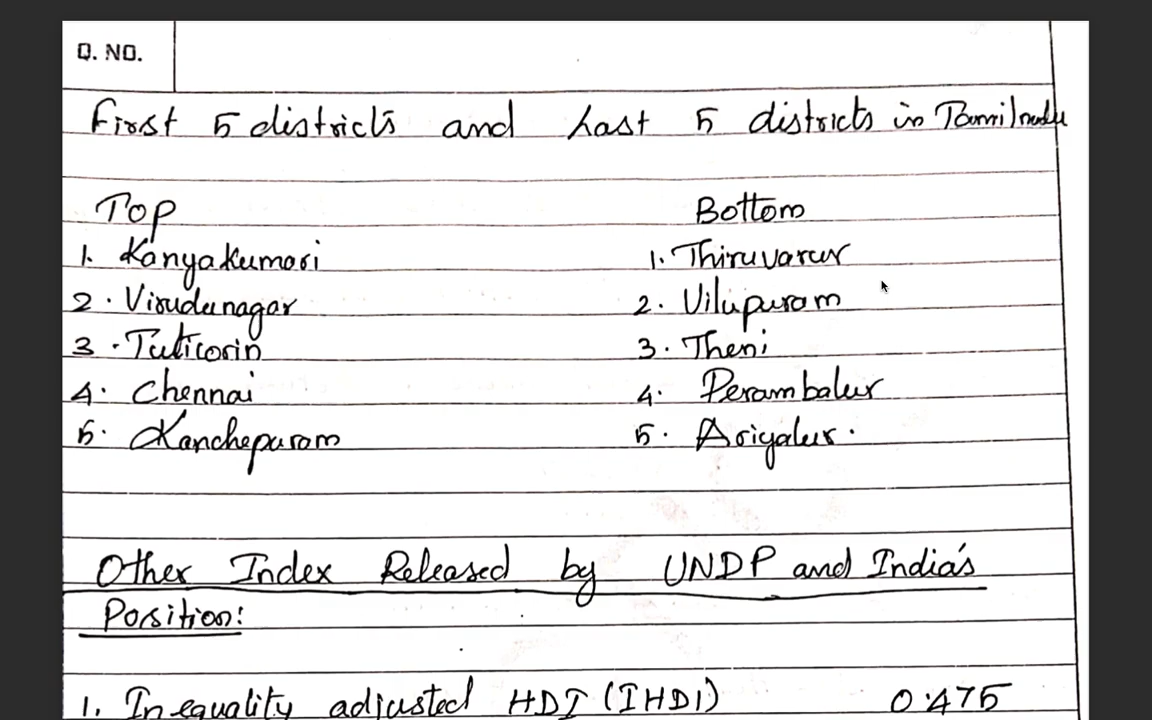 Q. NO.
First 5 districts and Last 5 districts in Tamilnadu
Top Bottom
1. Kanyakumari 1. Thiruvarur
2. Virudunagar 2. Vilupuram
3. Tuticorin 3. Theni
4. Chennai 4. Perambalur
5. Kanchepuram 5. Ariyalur.
Other Index Released by UNDP and India's
Position:
1. Inequality adjusted HDI (IHDI) 0.475